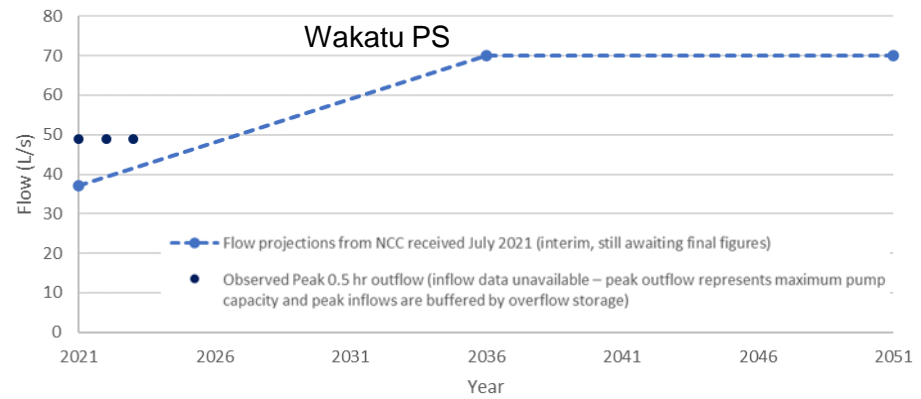 Wakatu PS
80
70
60
50
40
30
20
10
0
Flow (L/s)
Flow projections from NCC received July 2021 (interim, still awaiting final figures)
Observed Peak 0.5 hr outflow (inflow data unavailable – peak outflow represents maximum pump
capacity and peak inflows are buffered by overflow storage)
2021 2026 2031 2036 2041 2046 2051
Year